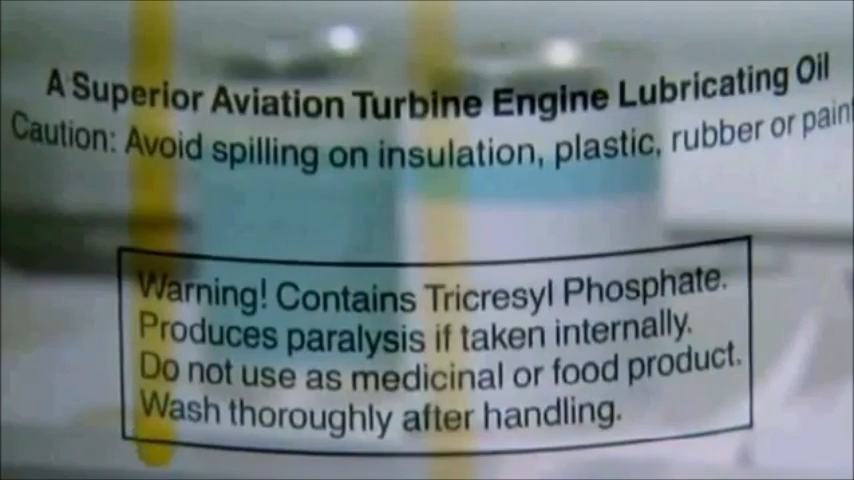 A Superior Aviation Turbine Engine Lubricating Oil
Caution: Avoid spilling on insulation, plastic, rubber or paint
Warning! Contains Tricresyl Phosphate.
Produces paralysis if taken internally.
Do not use as medicinal or food product.
Wash thoroughly after handling.